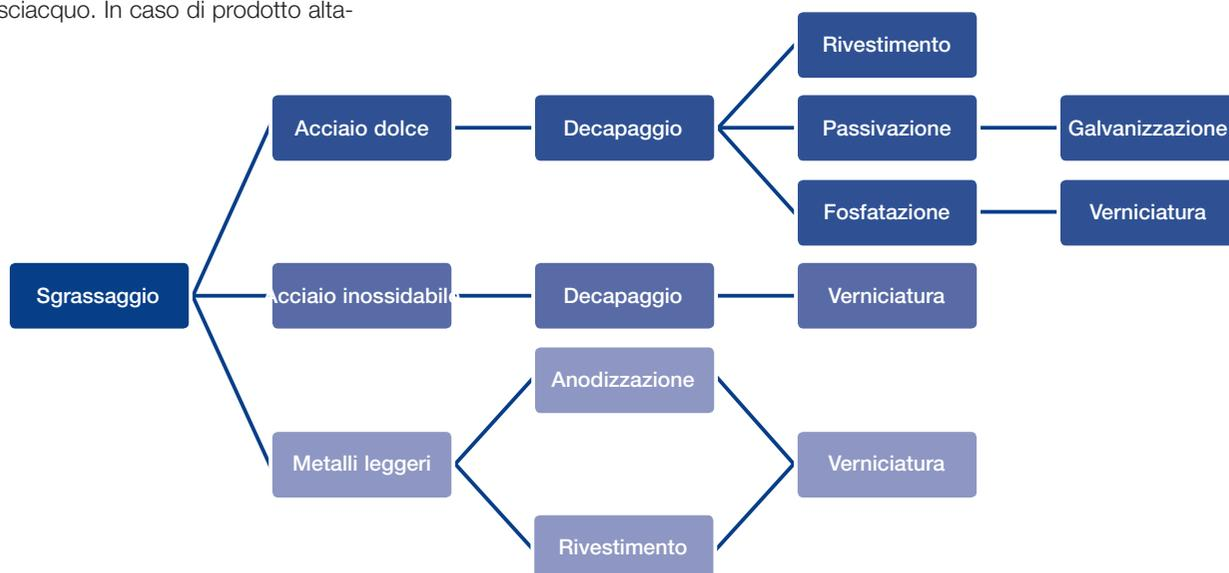 sciacquo. In caso di prodotto alta-
Rivestimento
Acciaio dolce
Decapaggio
Passivazione
Galvanizzazione
Fosfatazione
Verniciatura
Sgrassaggio
Acciaio inossidabile
Decapaggio
Verniciatura
Anodizzazione
Metalli leggeri
Verniciatura
Rivestimento